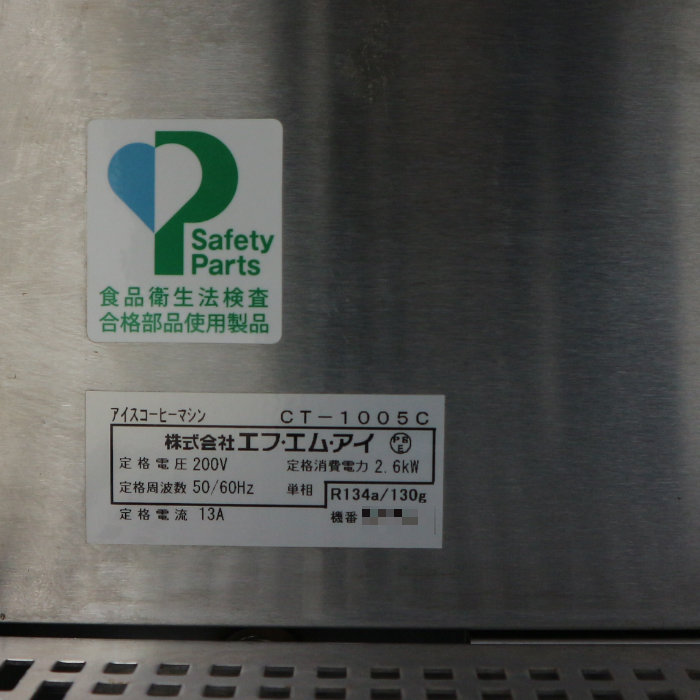 Safety
Parts
食品衛生法検査
合格部品使用製品
アイスコーヒーマシン CT-1005C
株式会社エフ・エム・アイ PSE
定格電圧 200V 定格消費電力 2.6kW
定格周波数 50/60Hz 単相 R134a/130g
定格電流 13A 機番